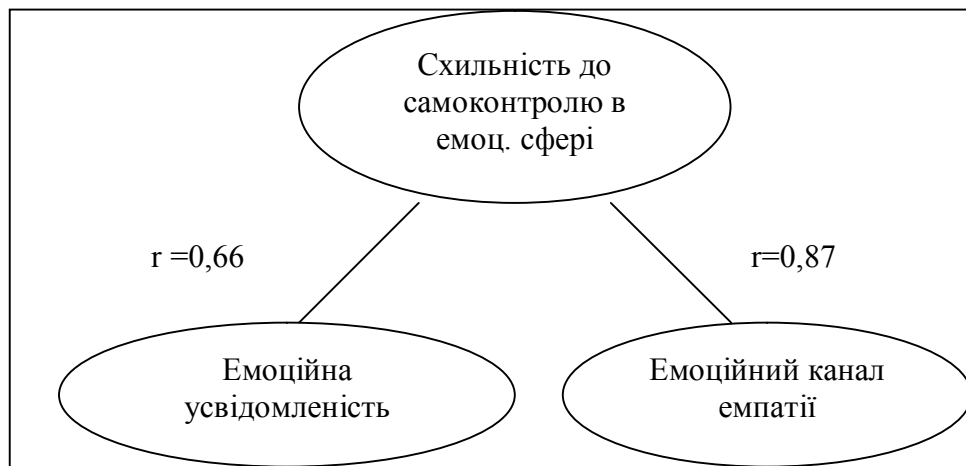 Схильність до
самоконтролю в
емоц. сфері
r =0,66
r=0,87
Емоційна
усвідомленість
Емоційний канал
емпатії